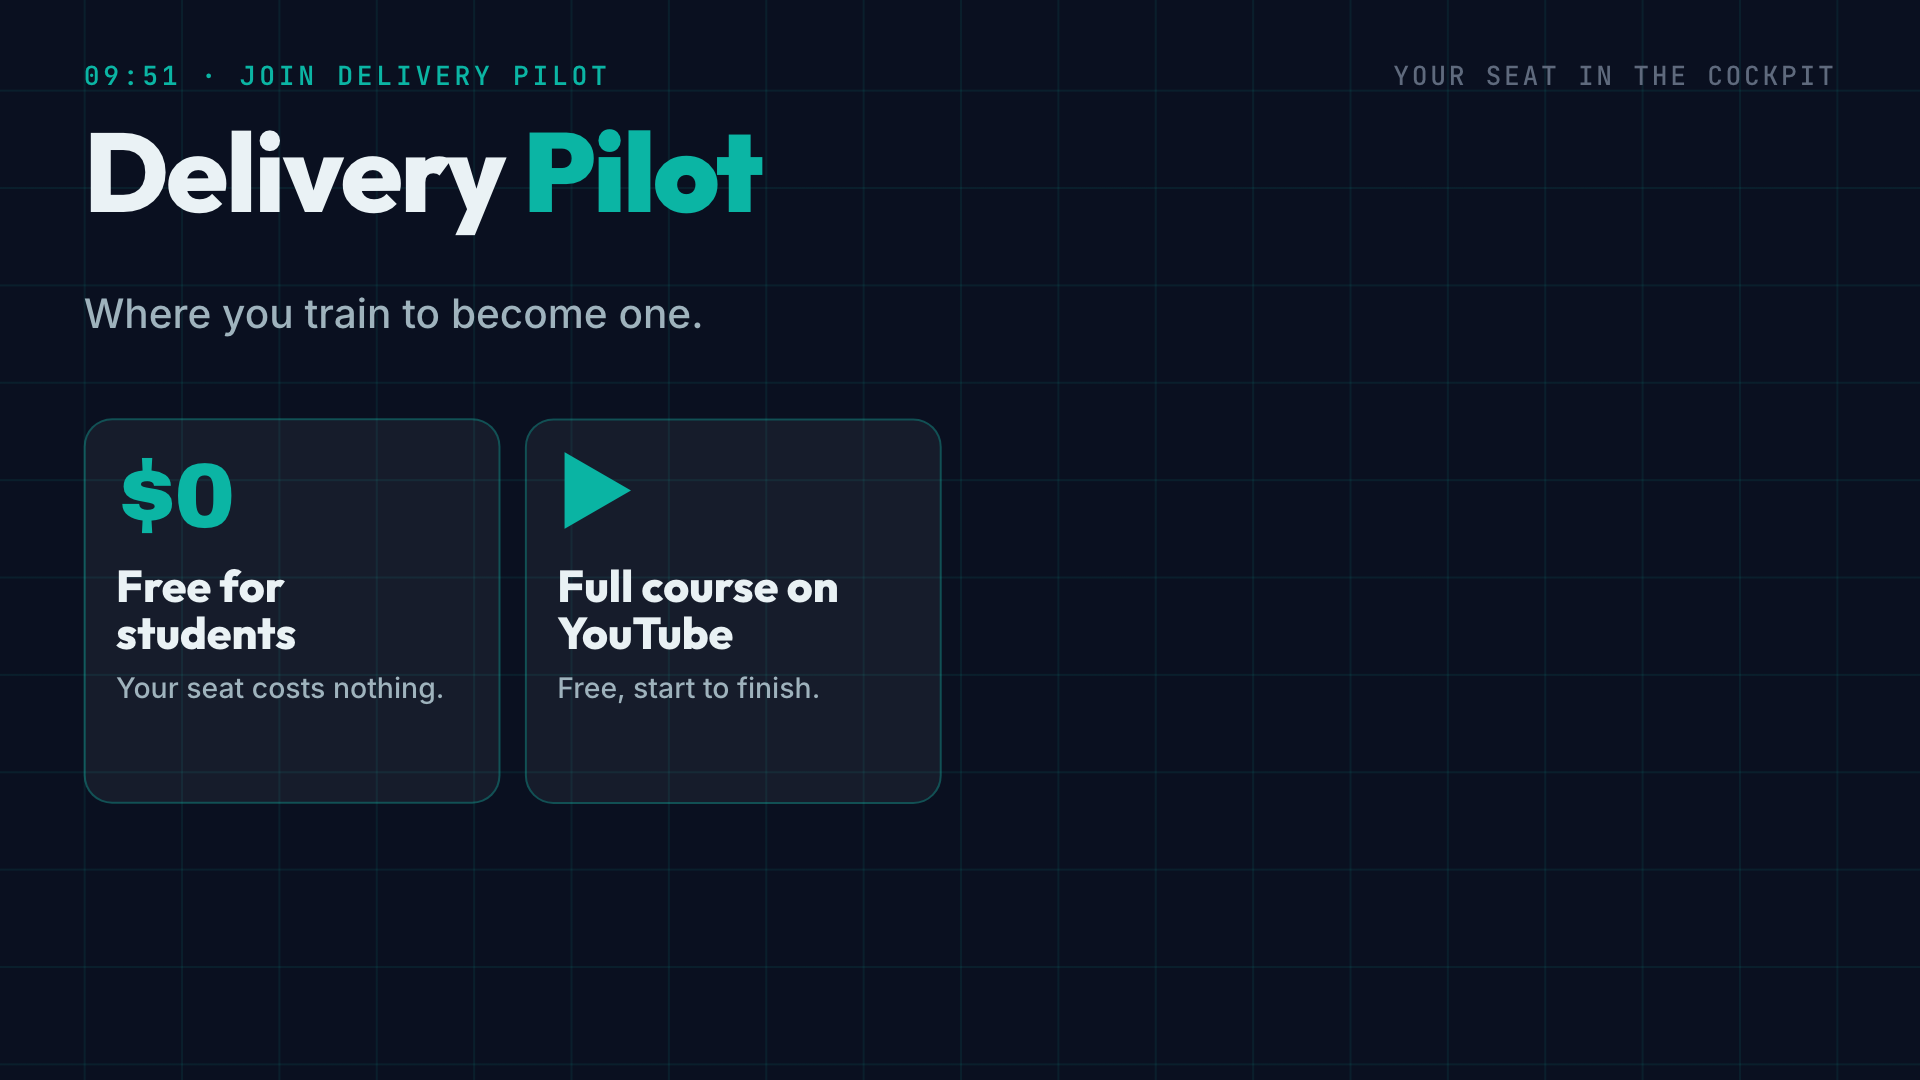 09:51 · JOIN DELIVERY PILOT
YOUR SEAT IN THE COCKPIT
Delivery Pilot
Where you train to become one.
$0
Free for
students
Your seat costs nothing.
Full course on
YouTube
Free, start to finish.